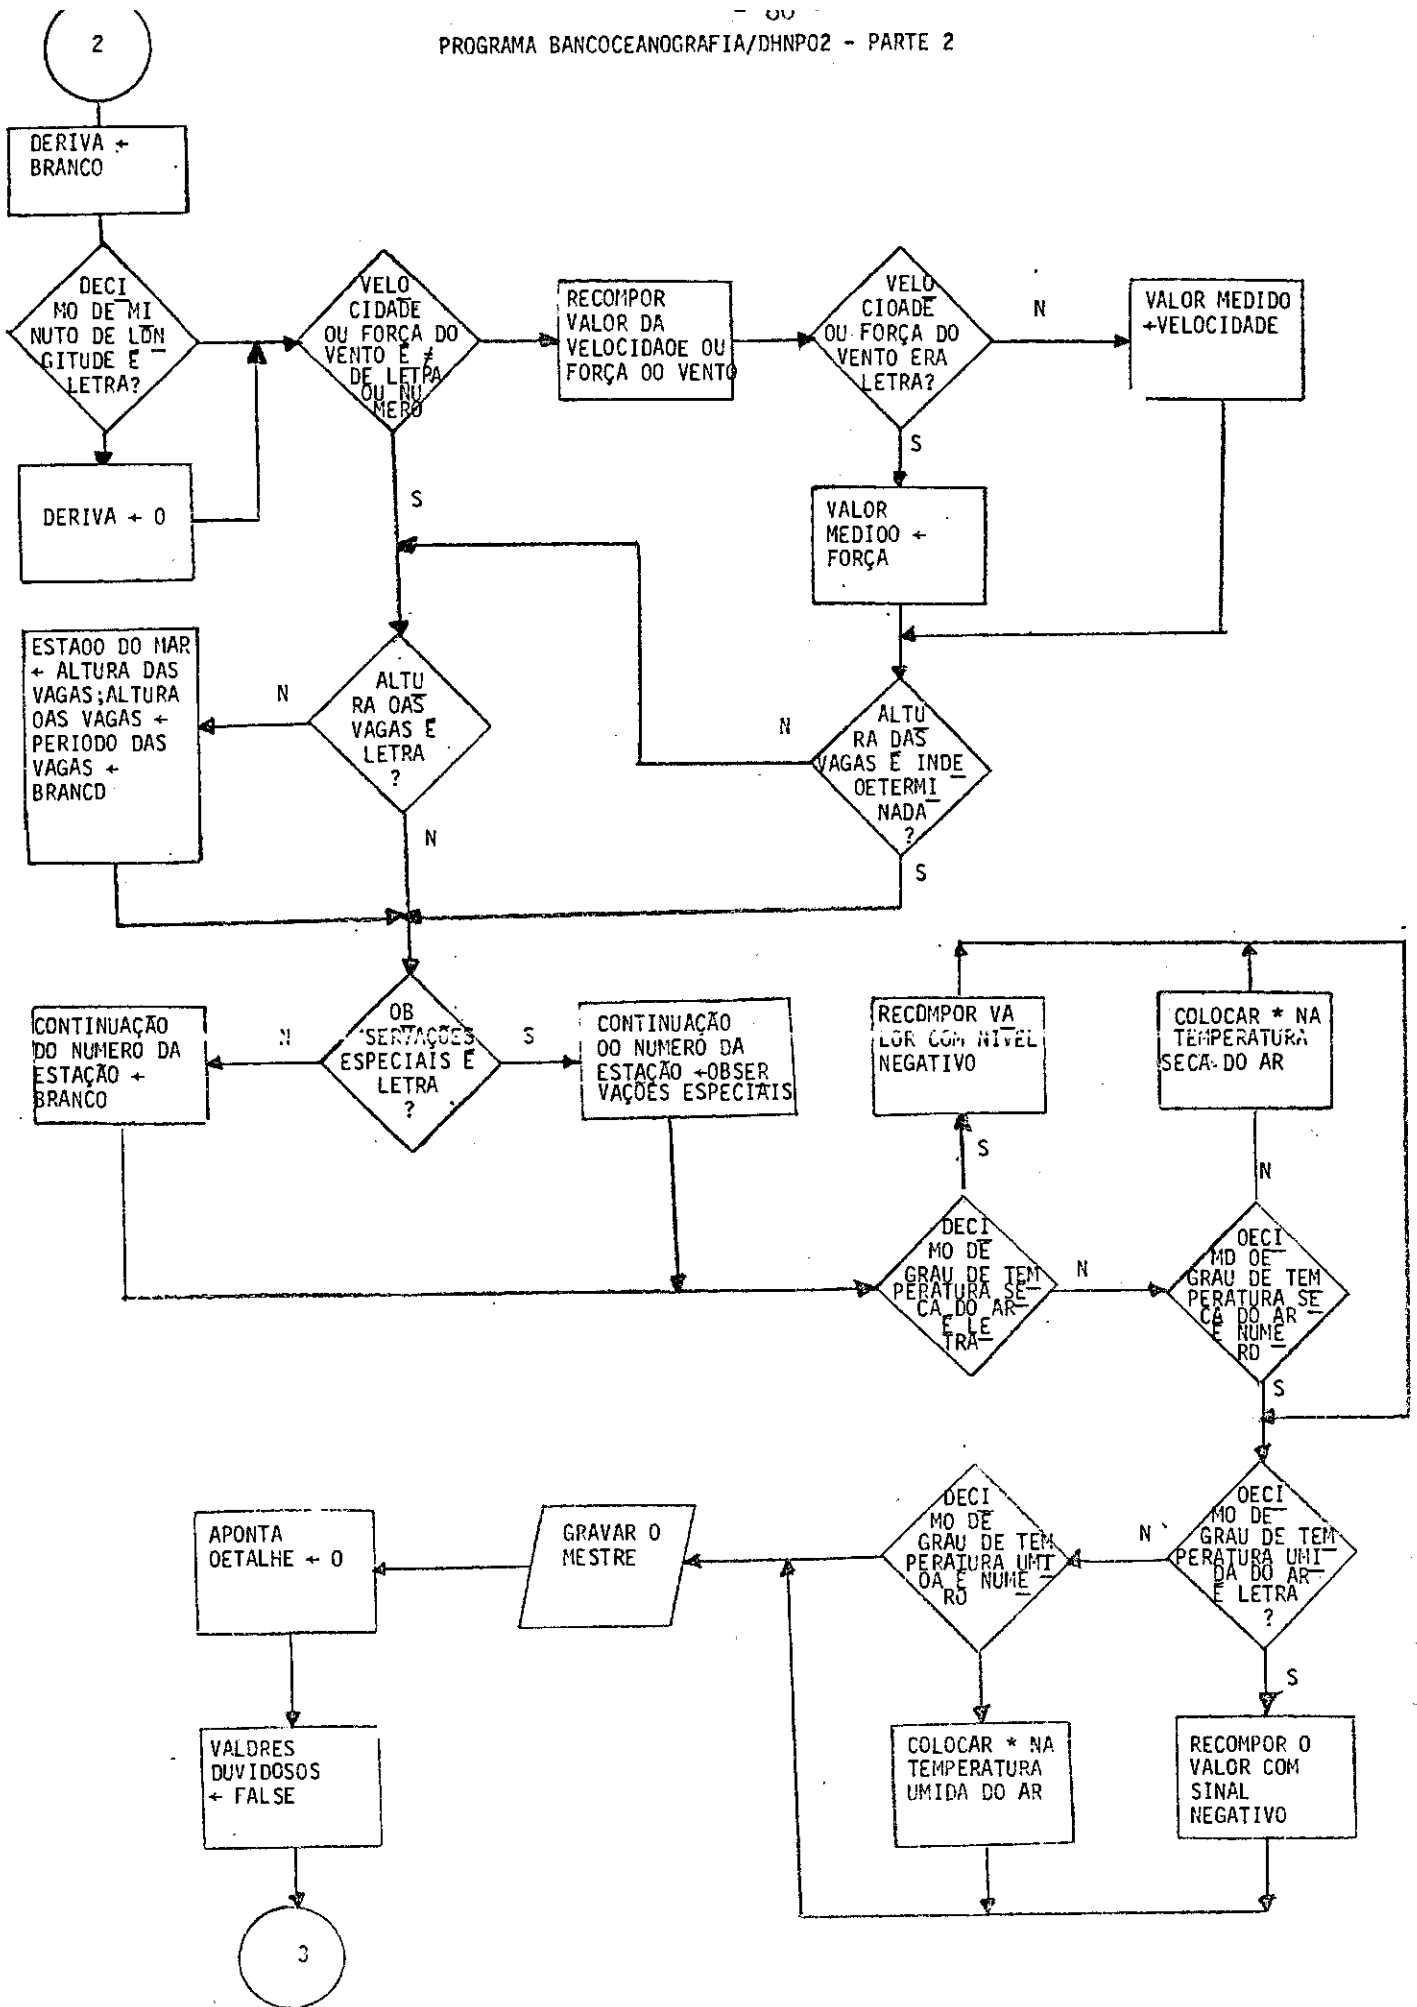 PROGRAMA BANCOCEANOGRAFIA/DHNP02 - PARTE 2
2
DERIVA ←
BRANCO
DECI
MO DE MI
NUTO DE LON
GITUDE E
LETRA?
DERIVA ← 0
VELO
CIDADE
OU FORÇA DO
VENTO E ≠
DE LETPA
OU NU
MERO
S
RECOMPOR
VALOR DA
VELOCIDADE OU
FORÇA DO VENTO
VELO
CIDADE
OU FORÇA DO
VENTO ERA
LETRA?
N
VALOR MEDIDO
←VELOCIDADE
S
VALOR
MEDIDO ←
FORÇA
ESTADO DO MAR
← ALTURA DAS
VAGAS;ALTURA
DAS VAGAS ←
PERIODO DAS
VAGAS ←
BRANCO
N
ALTU
RA DAS
VAGAS E
LETRA
?
N
N
ALTU
RA DAS
VAGAS E INDE
DETERMI
NADA
?
S
CONTINUAÇÃO
DO NUMERO DA
ESTAÇÃO ←
BRANCO
N
OB
SERVAÇÕES
ESPECIAIS E
LETRA
?
S
CONTINUAÇÃO
DO NUMERO DA
ESTAÇÃO ←OBSER
VAÇÕES ESPECIAIS
RECOMPOR VA
LOR COM NIVEL
NEGATIVO
COLOCAR * NA
TEMPERATURA
SECA DO AR
S
N
DECI
MO DE
GRAU DE TEM
PERATURA SE
CA DO AR
E LE
TRA
N
DECI
MO DE
GRAU DE TEM
PERATURA SE
CA DO AR
E NUME
RO
S
APONTA
DETALHE ← 0
GRAVAR O
MESTRE
DECI
MO DE
GRAU DE TEM
PERATURA UMI
DA E NUME
RO
N
DECI
MO DE
GRAU DE TEM
PERATURA UMI
DA DO AR
E LETRA
?
S
VALORES
DUVIDOSOS
← FALSE
COLOCAR * NA
TEMPERATURA
UMIDA DO AR
RECOMPOR O
VALOR COM
SINAL
NEGATIVO
3